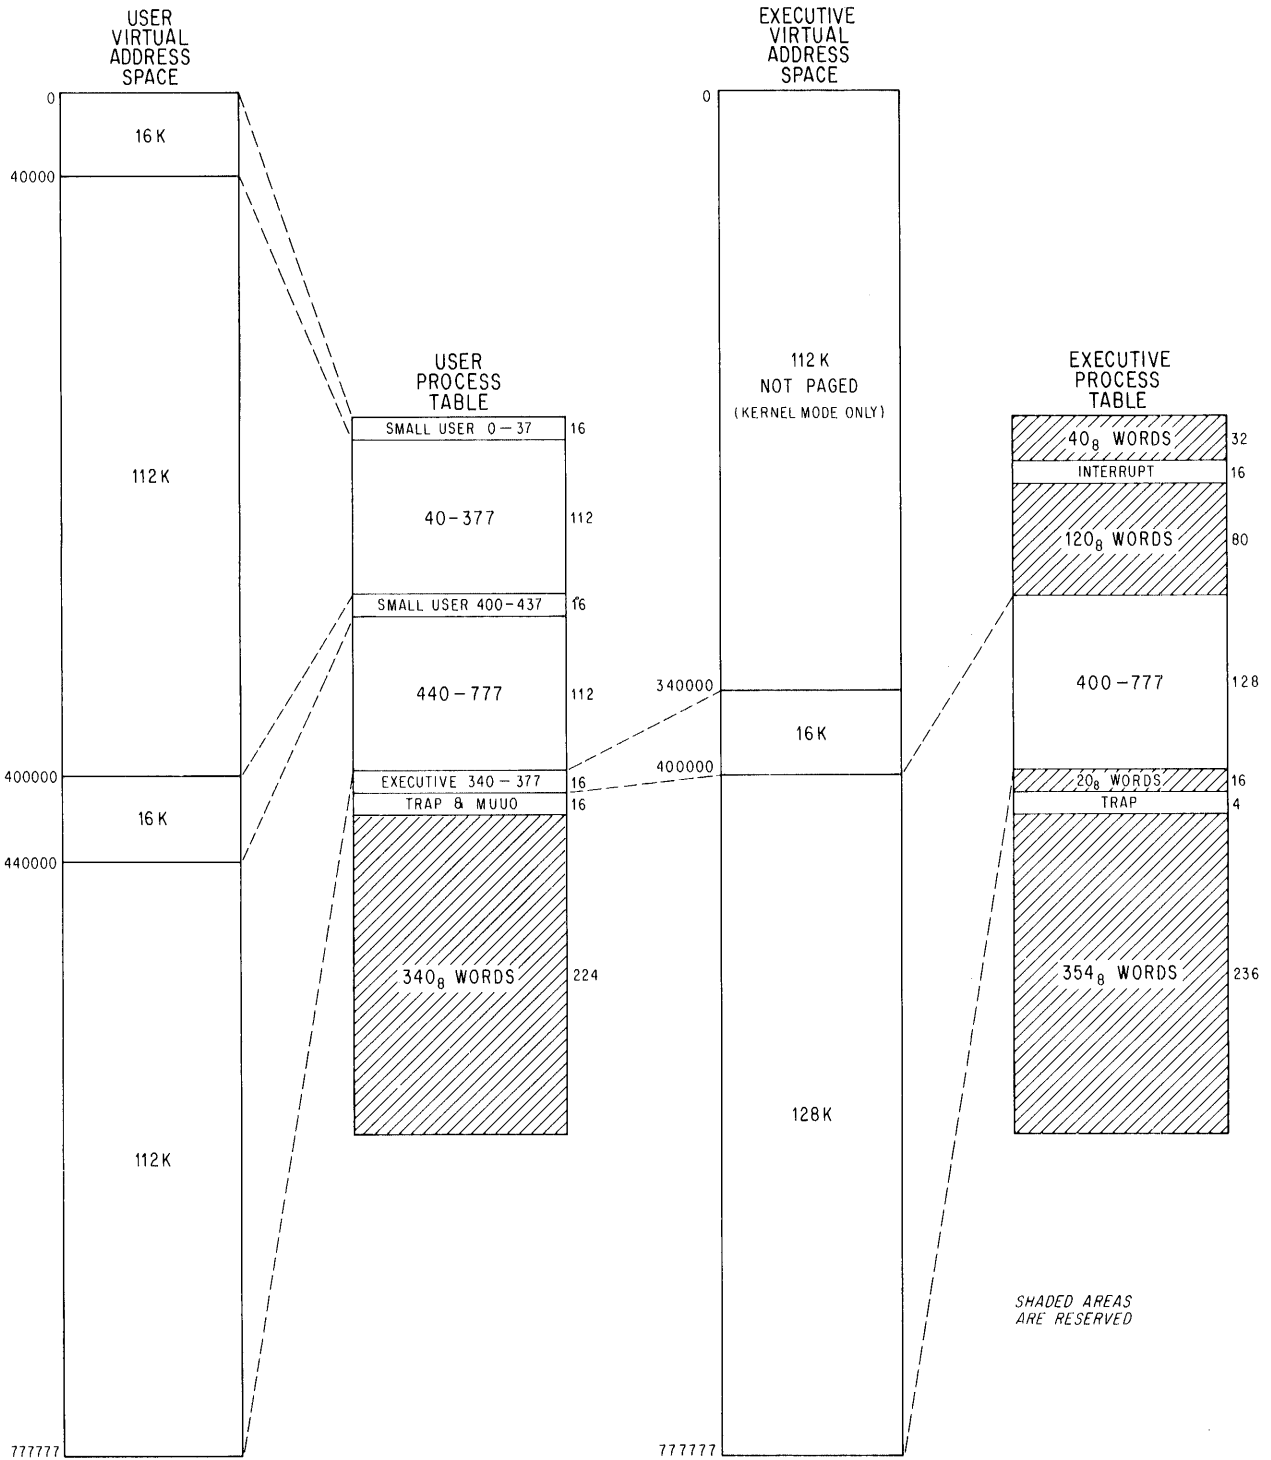 USER
VIRTUAL
ADDRESS
SPACE
0
16K
40000
112K
400000
16K
440000
112K
777777
USER
PROCESS
TABLE
SMALL USER 0-37
16
40-377
112
SMALL USER 400-437
16
440-777
112
EXECUTIVE 340-377
16
TRAP & MUUO
16
340₈ WORDS
224
EXECUTIVE
VIRTUAL
ADDRESS
SPACE
0
112K
NOT PAGED
(KERNEL MODE ONLY)
340000
16K
400000
128K
777777
EXECUTIVE
PROCESS
TABLE
40₈ WORDS
32
INTERRUPT
16
120₈ WORDS
80
400-777
128
20₈ WORDS
16
TRAP
4
354₈ WORDS
236
SHADED AREAS
ARE RESERVED